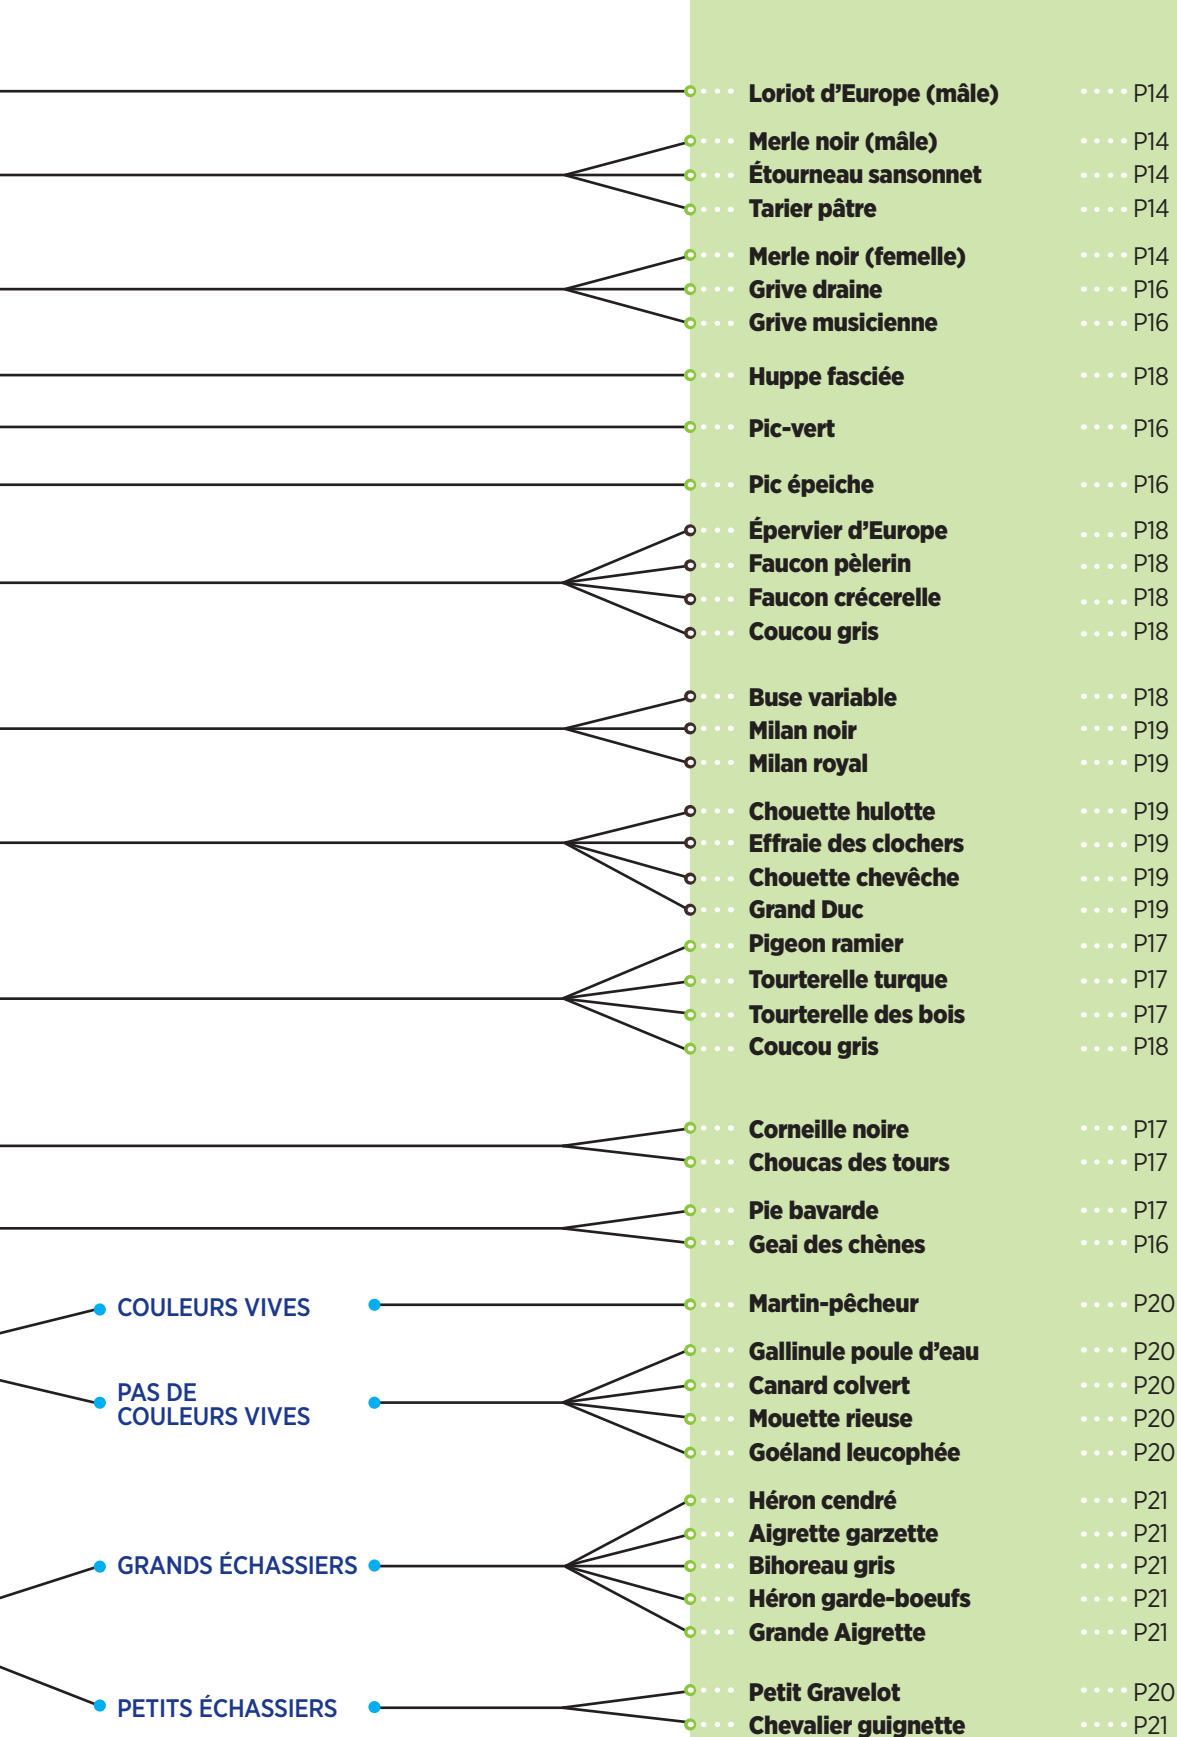 Loriot d’Europe (mâle) P14
Merle noir (mâle) P14
Étourneau sansonnet P14
Tarier pâtre P14
Merle noir (femelle) P14
Grive draine P16
Grive musicienne P16
Huppe fasciée P18
Pic-vert P16
Pic épeiche P16
Épervier d’Europe P18
Faucon pèlerin P18
Faucon crécerelle P18
Coucou gris P18
Buse variable P18
Milan noir P19
Milan royal P19
Chouette hulotte P19
Effraie des clochers P19
Chouette chevêche P19
Grand Duc P19
Pigeon ramier P17
Tourterelle turque P17
Tourterelle des bois P17
Coucou gris P18
Corneille noire P17
Choucas des tours P17
Pie bavarde P17
Geai des chênes P16
COULEURS VIVES
Martin-pêcheur P20
PAS DE
COULEURS VIVES
Gallinule poule d’eau P20
Canard colvert P20
Mouette rieuse P20
Goéland leucophée P20
GRANDS ÉCHASSIERS
Héron cendré P21
Aigrette garzette P21
Bihoreau gris P21
Héron garde-boeufs P21
Grande Aigrette P21
PETITS ÉCHASSIERS
Petit Gravelot P20
Chevalier guignette P21